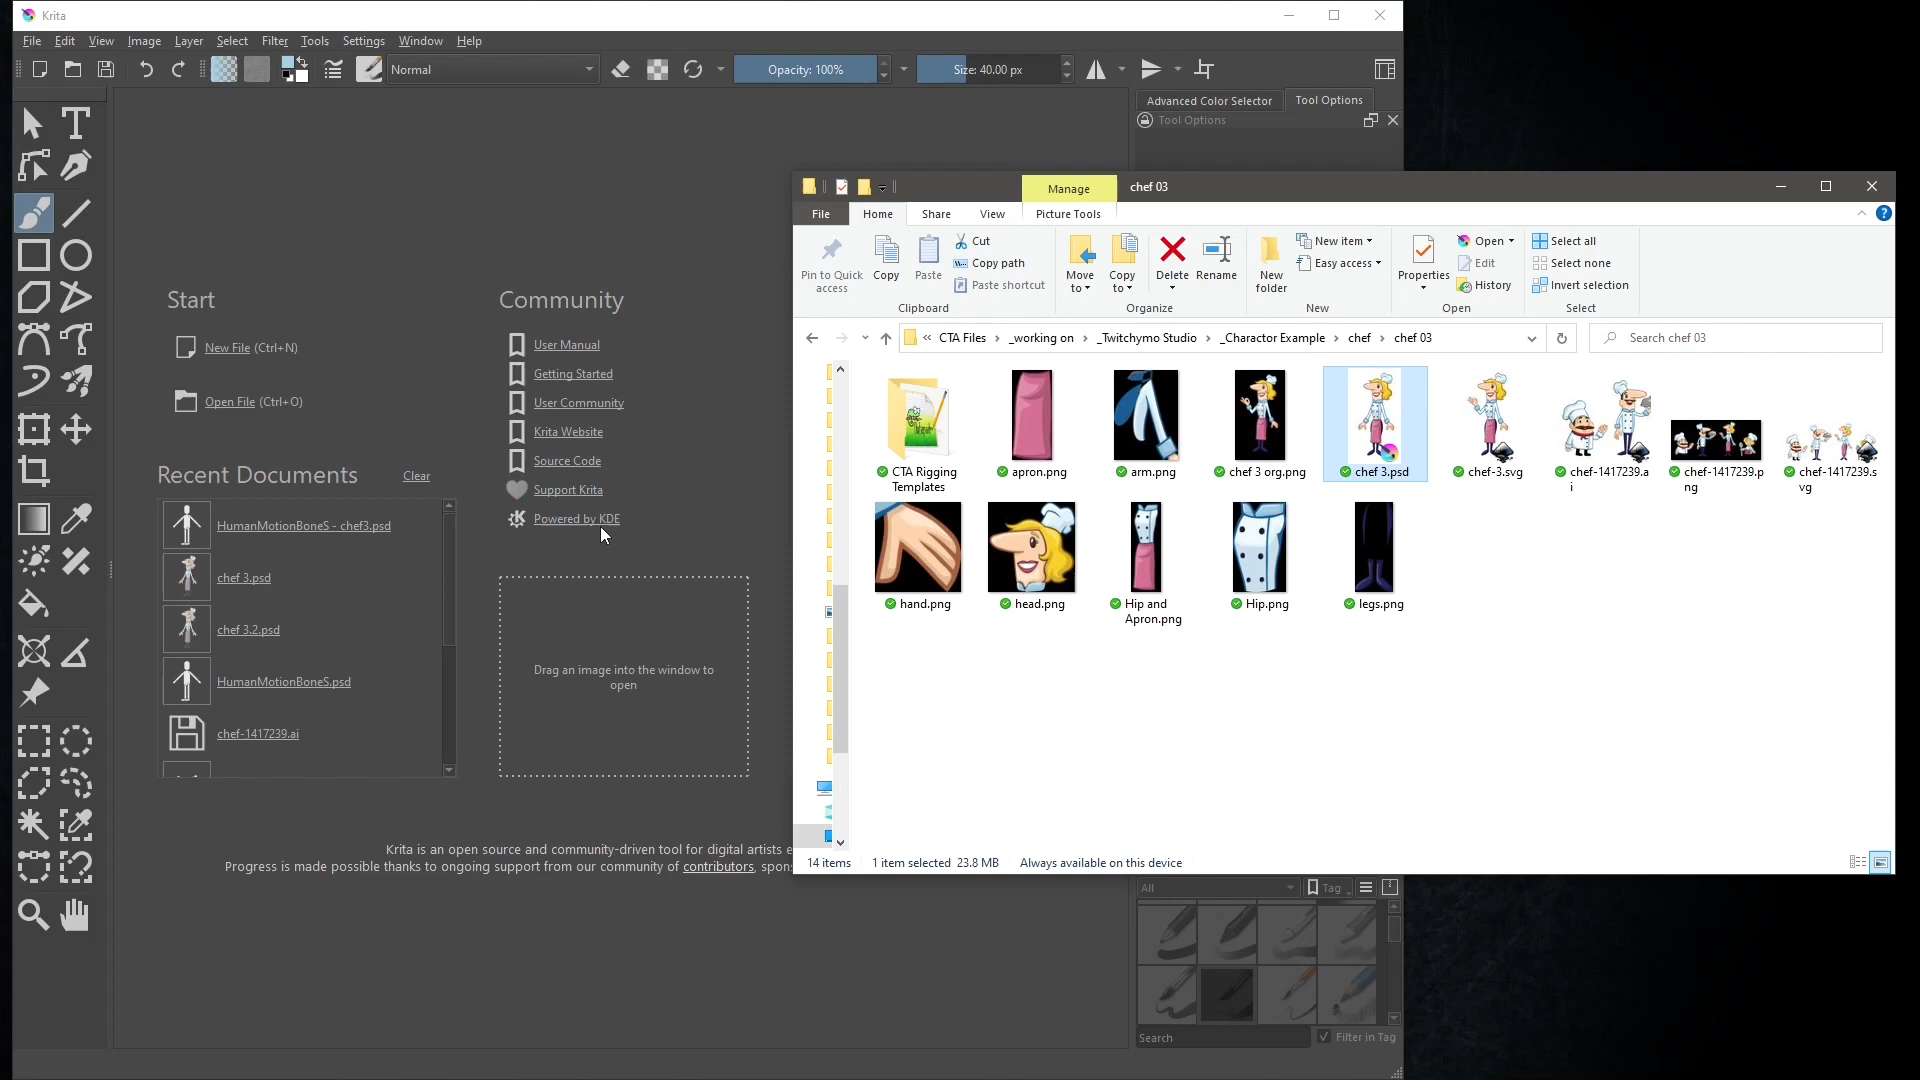 Krita
File Edit View Image Layer Select Filter Tools Settings Window Help
Normal Opacity: 100% Size: 40.00 px
Advanced Color Selector Tool Options
Tool Options
Start
New File (Ctrl+N)
Open File (Ctrl+O)
Recent Documents Clear
HumanMotionBoneS - chef3.psd
chef 3.psd
chef 3.2.psd
HumanMotionBoneS.psd
chef-1417239.ai
Community
User Manual
Getting Started
User Community
Krita Website
Source Code
Support Krita
Powered by KDE
Drag an image into the window to
open
Krita is an open source and community-driven tool for digital artists e
Progress is made possible thanks to ongoing support from our community of contributors, spon
Manage chef 03
File Home Share View Picture Tools
Pin to Quick
access
Copy
Paste
Cut
Copy path
Paste shortcut
Clipboard
Move
to
Copy
to
Delete
Rename
Organize
New
folder
New item
Easy access
New
Properties
Open
Edit
History
Open
Select all
Select none
Invert selection
Select
« CTA Files › _working on › _Twitchymo Studio › _Charactor Example › chef › chef 03
Search chef 03
CTA Rigging
Templates
apron.png
arm.png
chef 3 org.png
chef 3.psd
chef-3.svg
chef-1417239.a
i
chef-1417239.p
ng
chef-1417239.s
vg
hand.png
head.png
Hip and
Apron.png
Hip.png
legs.png
14 items 1 item selected 23.8 MB Always available on this device
All Tag
Search Filter in Tag